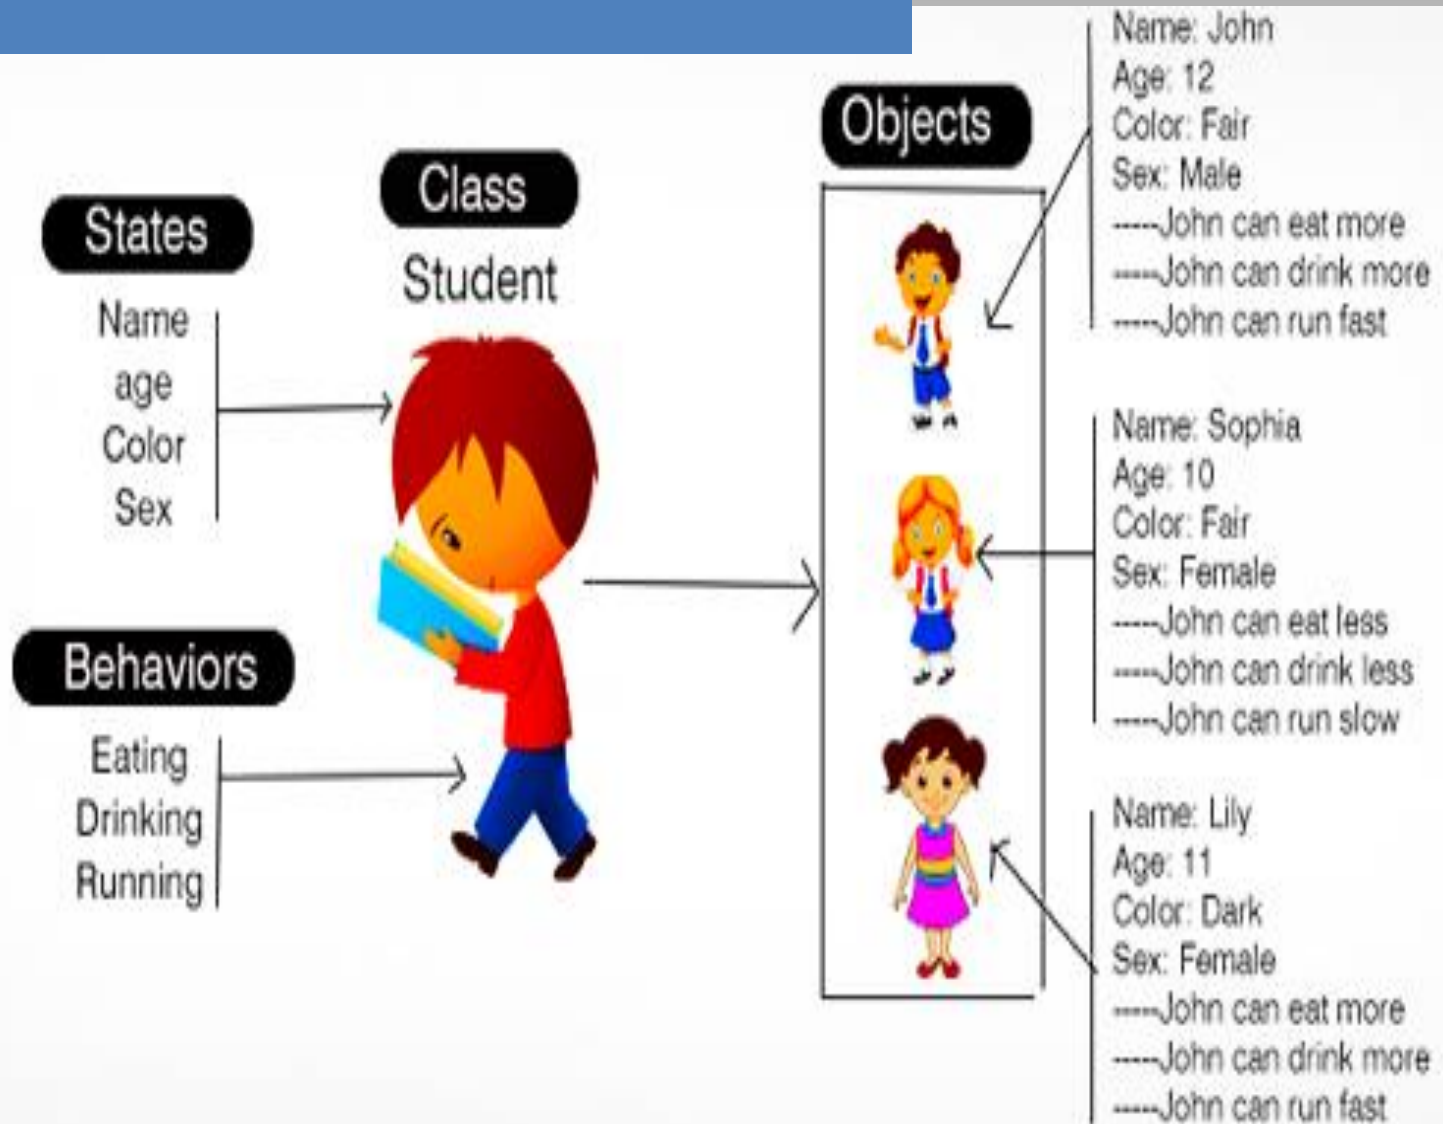 States
Name
age
Color
Sex
Behaviors
Eating
Drinking
Running
Class
Student
Objects
Name: John
Age: 12
Color: Fair
Sex: Male
-----John can eat more
-----John can drink more
-----John can run fast
Name: Sophia
Age: 10
Color: Fair
Sex: Female
-----John can eat less
-----John can drink less
-----John can run slow
Name: Lily
Age: 11
Color: Dark
Sex: Female
-----John can eat more
-----John can drink more
-----John can run fast